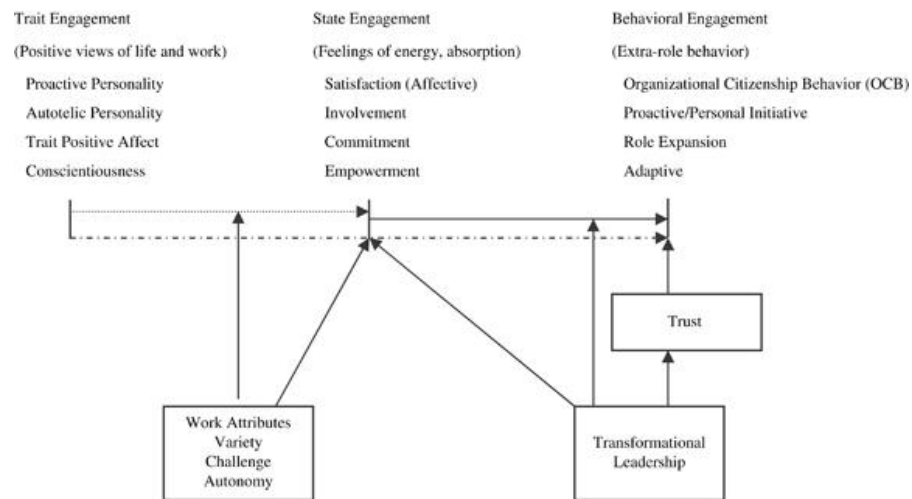 Trait Engagement
(Positive views of life and work)
Proactive Personality
Autotelic Personality
Trait Positive Affect
Conscientiousness
State Engagement
(Feelings of energy, absorption)
Satisfaction (Affective)
Involvement
Commitment
Empowerment
Behavioral Engagement
(Extra-role behavior)
Organizational Citizenship Behavior (OCB)
Proactive/Personal Initiative
Role Expansion
Adaptive
Trust
Work Attributes
Variety
Challenge
Autonomy
Transformational
Leadership